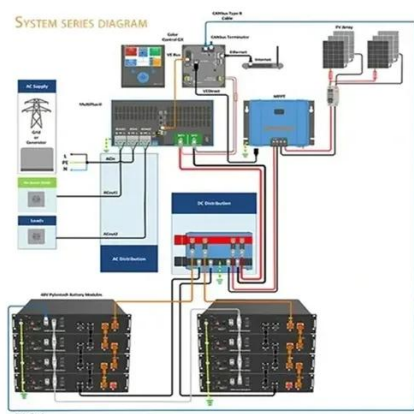 SYSTEM SERIES DIAGRAM
CANbus Type B
Cable
Color
Control GX
CANbus Terminator
PV Array
VE Bus
Ethernet
Internet
AC Supply
VE Direct
MultiPlus-II
MPPT
Grid
or
Generator
L
PE
N
ACin
ACout1
Loads
ACout2
DC Distribution
AC Distribution
48V Pylontech Battery Modules